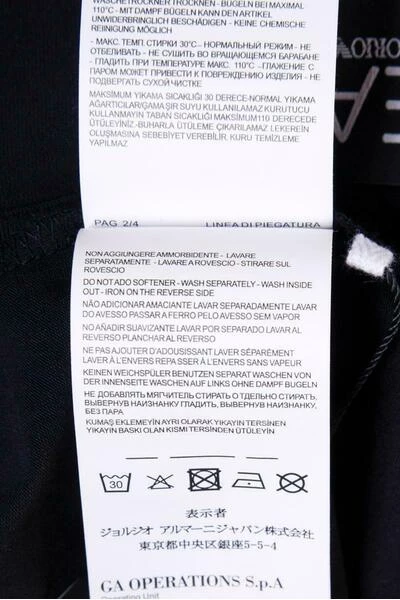 WASCHETROCKNER TROCKNEN - BÜGELN BEI MAXIMAL
110°C - MIT DAMPF BÜGELN KANN DEN ARTIKEL
UNWIDERBRINGLICH BESCHÄDIGEN - KEINE CHEMISCHE
REINIGUNG MÖGLICH
- МАКС. ТЕМП. СТИРКИ 30°C– НОРМАЛЬНЫЙ РЕЖИМ - НЕ
ОТБЕЛИВАТЬ - НЕ СУШИТЬ ВО ВРАЩАЮЩЕМСЯ БАРАБАНЕ
- ГЛАДИТЬ ПРИ ТЕМПЕРАТУРЕ МАКС. 110°C –ГЛАЖЕНИЕ С
ПАРОМ МОЖЕТ ПРИВЕСТИ К ПОВРЕЖДЕНИЮ ИЗДЕЛИЯ - НЕ
ПОДВЕРГАТЬ СУХОЙ ЧИСТКЕ
MAKSIMUM YIKAMA SICAKLIĞI 30 DERECE-NORMAL YIKAMA
AĞARTICILAR/ÇAMAŞIR SUYU KULLANILAMAZ KURUTUCU
KULLANMAYIN TABAN SICAKLIĞI MAKSİMUM110 DERECEDE
ÜTÜLEYİNİZ -BUHARLA ÜTÜLEME ÇIKARILAMAZ LEKEREİN
OLUŞMASINA SEBEBİYET VEREBİLİR. KURU TEMİZLEME
YAPILMAZ
PAG 2/4 LINEA DI PIEGATURA
NON AGGIUNGERE AMMORBIDENTE - LAVARE
SEPARATAMENTE - LAVARE A ROVESCIO - STIRARE SUL
ROVESCIO
DO NOT ADD SOFTENER - WASH SEPARATELY - WASH INSIDE
OUT - IRON ON THE REVERSE SIDE
NÃO ADICIONAR AMACIANTE LAVAR SEPARADAMENTE LAVAR
DO AVESSO PASSAR A FERRO PELO AVESSO SEM VAPOR
NO AÑADIR SUAVIZANTE LAVAR POR SEPARADO LAVAR AL
REVERSO PLANCHAR AL REVERSO
NE PAS AJOUTER D'ADOUCISSANT LAVER SÉPARÉMENT
LAVER À L'ENVERS REPASSER À L'ENVERS SANS VAPEUR
KEINEN WEICHSPÜLER BENUTZEN SEPARAT WASCHEN VON
DER INNENSEITE WASCHEN AUF LINKS OHNE DAMPF BÜGELN
НЕ ДОБАВЛЯТЬ МЯГЧИТЕЛЬ СТИРАТЬ О ТДЕЛЬНО СТИРАТЬ,
ВЫВЕРНУВ НАИЗНАНКУ ГЛАДИТЬ, ВЫВЕРНУВ НАИЗНАНКУ,
БЕЗ ПАРА
KUMAŞ EKLEMEYİN AYRI OLARAK YIKAYIN TERSİNEN
YIKAYIN BASKI OLAN KISMI TERSİNDEN ÜTÜLEYİN
30
表示者
ジョルジオ アルマーニジャパン株式会社
東京都中央区銀座5-5-4
GA OPERATIONS S.p.A
Operating Unit